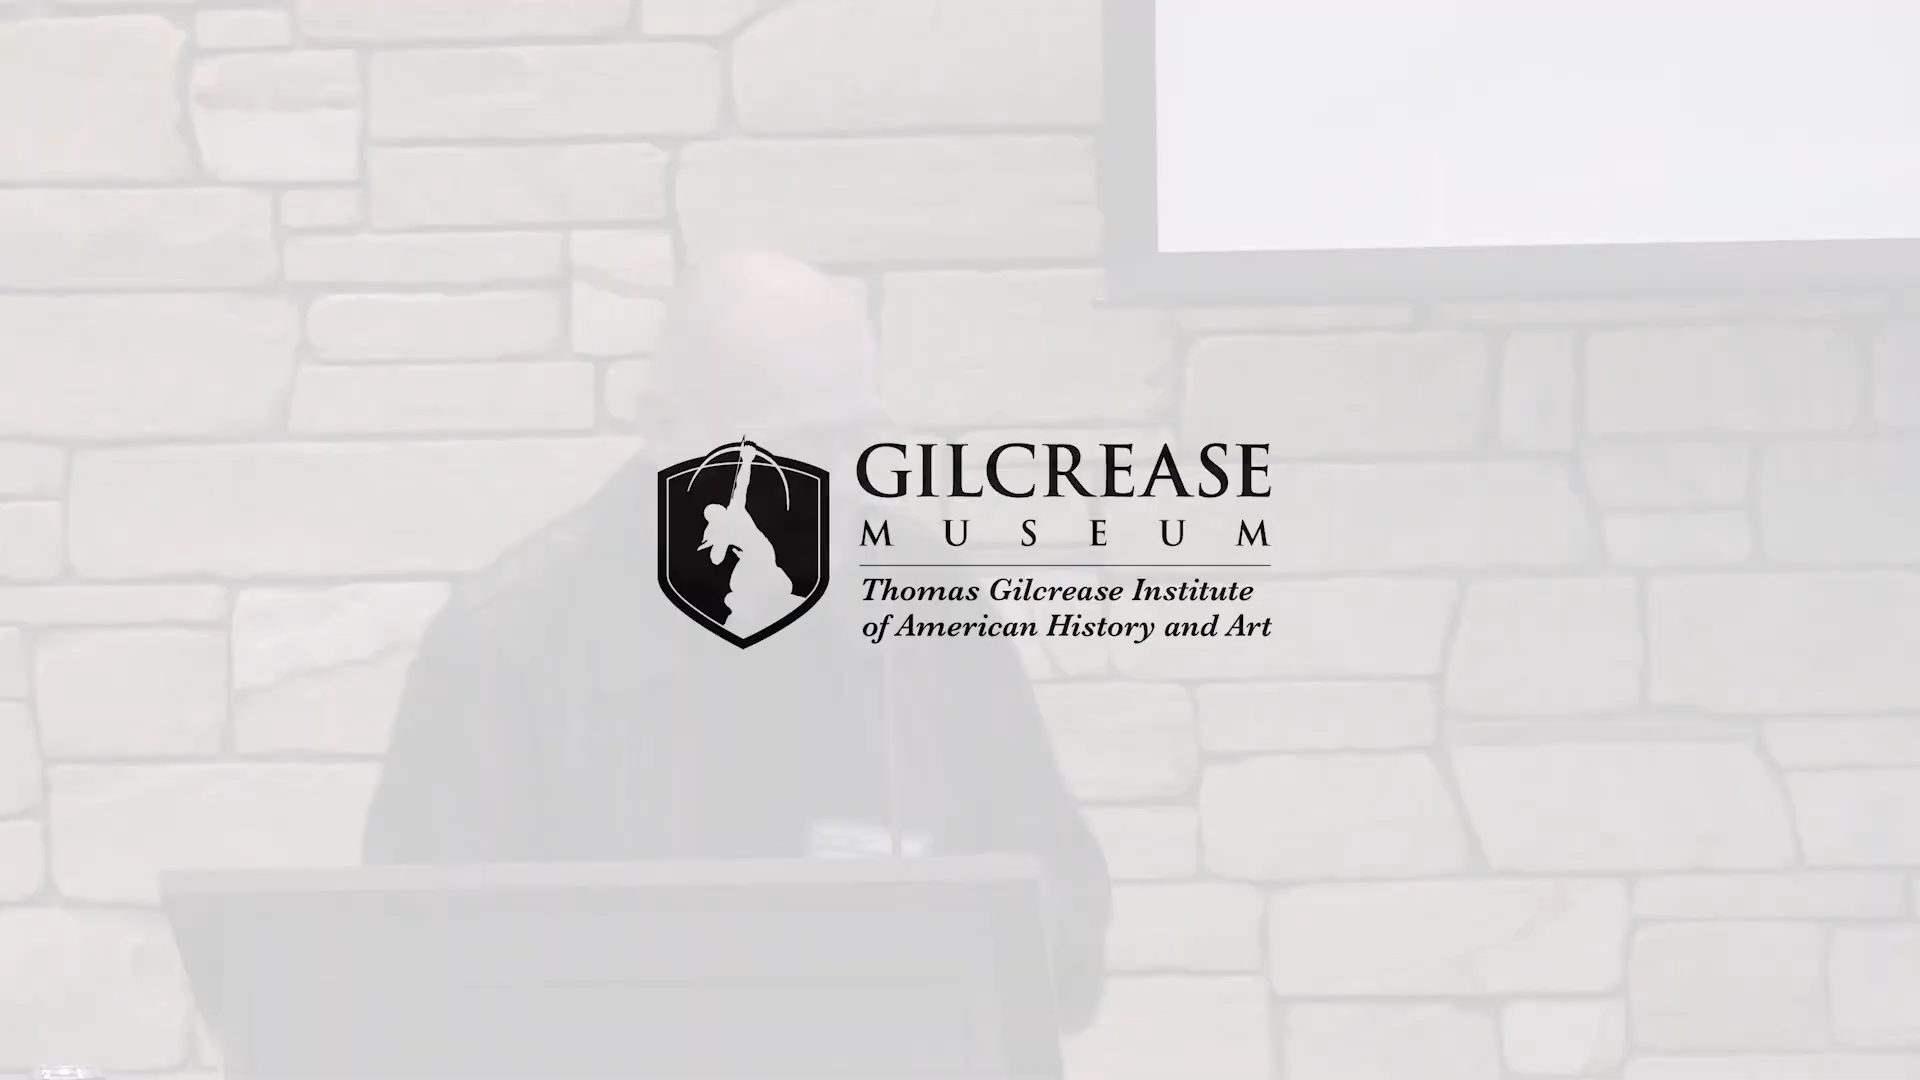 GILCREASE
MUSEUM
Thomas Gilcrease Institute
of American History and Art